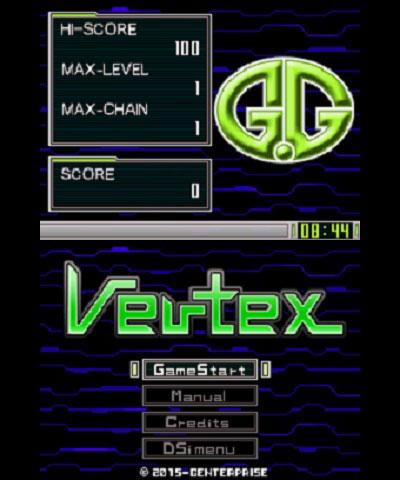 HI-SCORE
100
MAX-LEVEL
1
MAX-CHAIN
1
G.G
SCORE
0
08:44
Vertex
GameStart
Manual
Credits
DSimenu
© 2015-GENTERPRISE